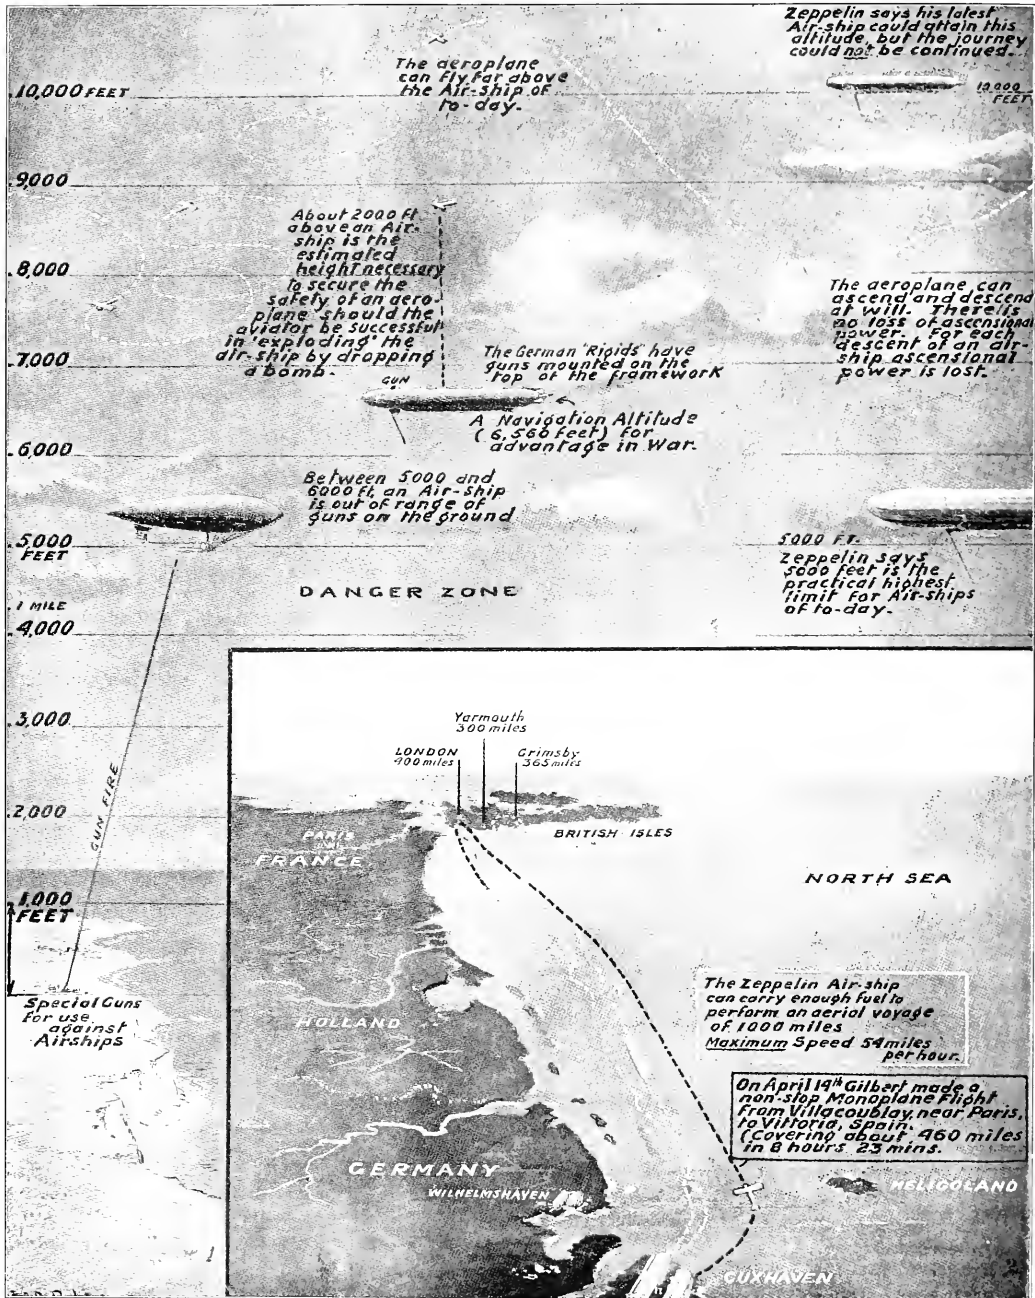 Zeppelin says his latest
Air-ship could attain this
altitude, but the journey
could not be continued.
The aeroplane
can fly far above
the Air-ship of
to-day.
10,000 FEET
10,000
FEET
9,000
About 2000 ft
above an Air-
ship is the
estimated
height necessary
to secure the
safety of an aero-
plane should the
aviator be successful
in 'exploding' the
air-ship by dropping
a bomb.
8,000
The aeroplane can
ascend and descend
at will. There is
no loss of ascensional
power. For each
descent of an air-
ship ascensional
power is lost.
7,000
The German "Rigids" have
guns mounted on the
top of the framework
GUN
A Navigation Altitude
(6,560 feet) for
advantage in War.
6,000
Between 5000 and
6000 ft, an Air-ship
is out of range of
guns on the ground
5,000
FEET
5000 FT.
Zeppelin says
5000 feet is the
practical highest
limit for Air-ships
of to-day.
DANGER ZONE
1 MILE
4,000
3,000
GUN FIRE
2,000
1,000
FEET
Special Guns
for use
against
Airships
Yarmouth
300 miles
LONDON
400 miles
Grimsby
365 miles
BRITISH ISLES
PARIS
FRANCE
NORTH SEA
The Zeppelin Air-ship
can carry enough fuel to
perform an aerial voyage
of 1000 miles
Maximum Speed 54 miles
per hour.
HOLLAND
On April 19th Gilbert made a
non-stop Monoplane Flight
from Villacoublay, near Paris,
to Vittoria, Spain.
(Covering about 460 miles
in 8 hours 23 mins.
GERMANY
WILHELMSHAVEN
HELIGOLAND
CUXHAVEN
2